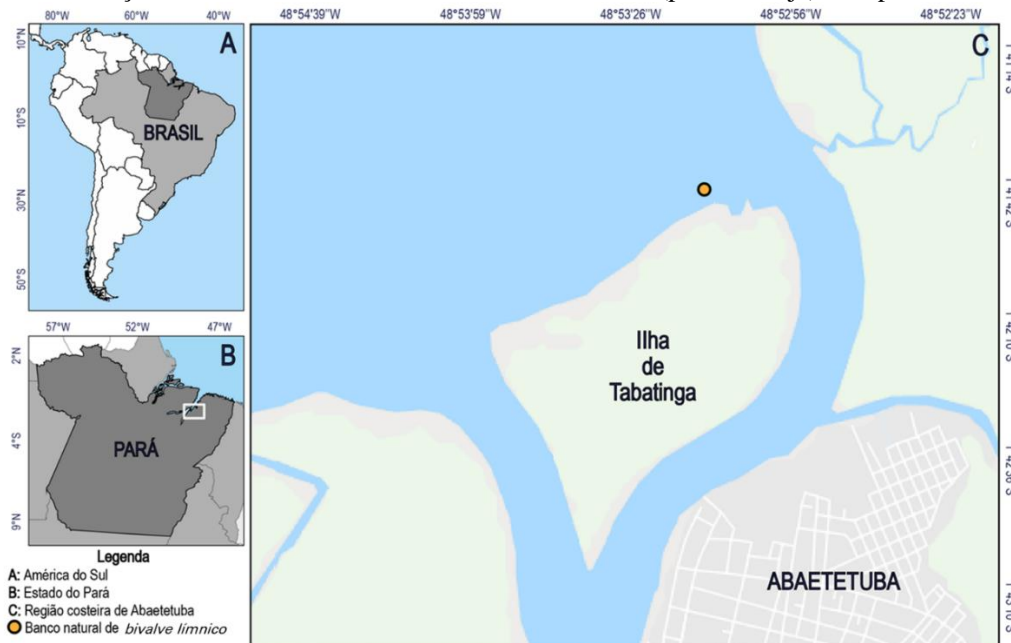 48°54'39"W 48°53'59"W 48°53'26"W 48°52'56"W 48°52'23"W
80°W 60°W 40°W
A
10°N
10°S
30°N
50°S
BRASIL
57°W 52°W 47°W
B
2°N
4°S
9°N
PARÁ
C
Ilha
de
Tabatinga
ABAETETUBA
Legenda
A: América do Sul
B: Estado do Pará
C: Região costeira de Abaetetuba
Banco natural de bivalve límnico